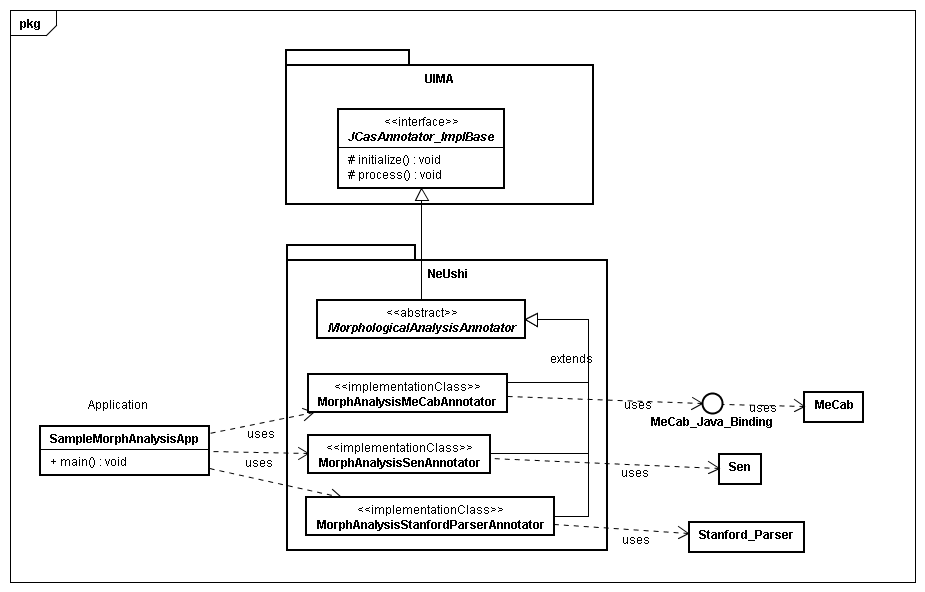 pkg
UIMA
<<interface>>
JCasAnnotator_ImplBase
# initialize() : void
# process() : void
NeUshi
<<abstract>>
MorphologicalAnalysisAnnotator
extends
<<implementationClass>>
MorphAnalysisMeCabAnnotator
Application
SampleMorphAnalysisApp
+ main() : void
uses
uses
<<implementationClass>>
MorphAnalysisSenAnnotator
<<implementationClass>>
MorphAnalysisStanfordParserAnnotator
uses
MeCab_Java_Binding
uses
MeCab
uses
Sen
uses
Stanford_Parser